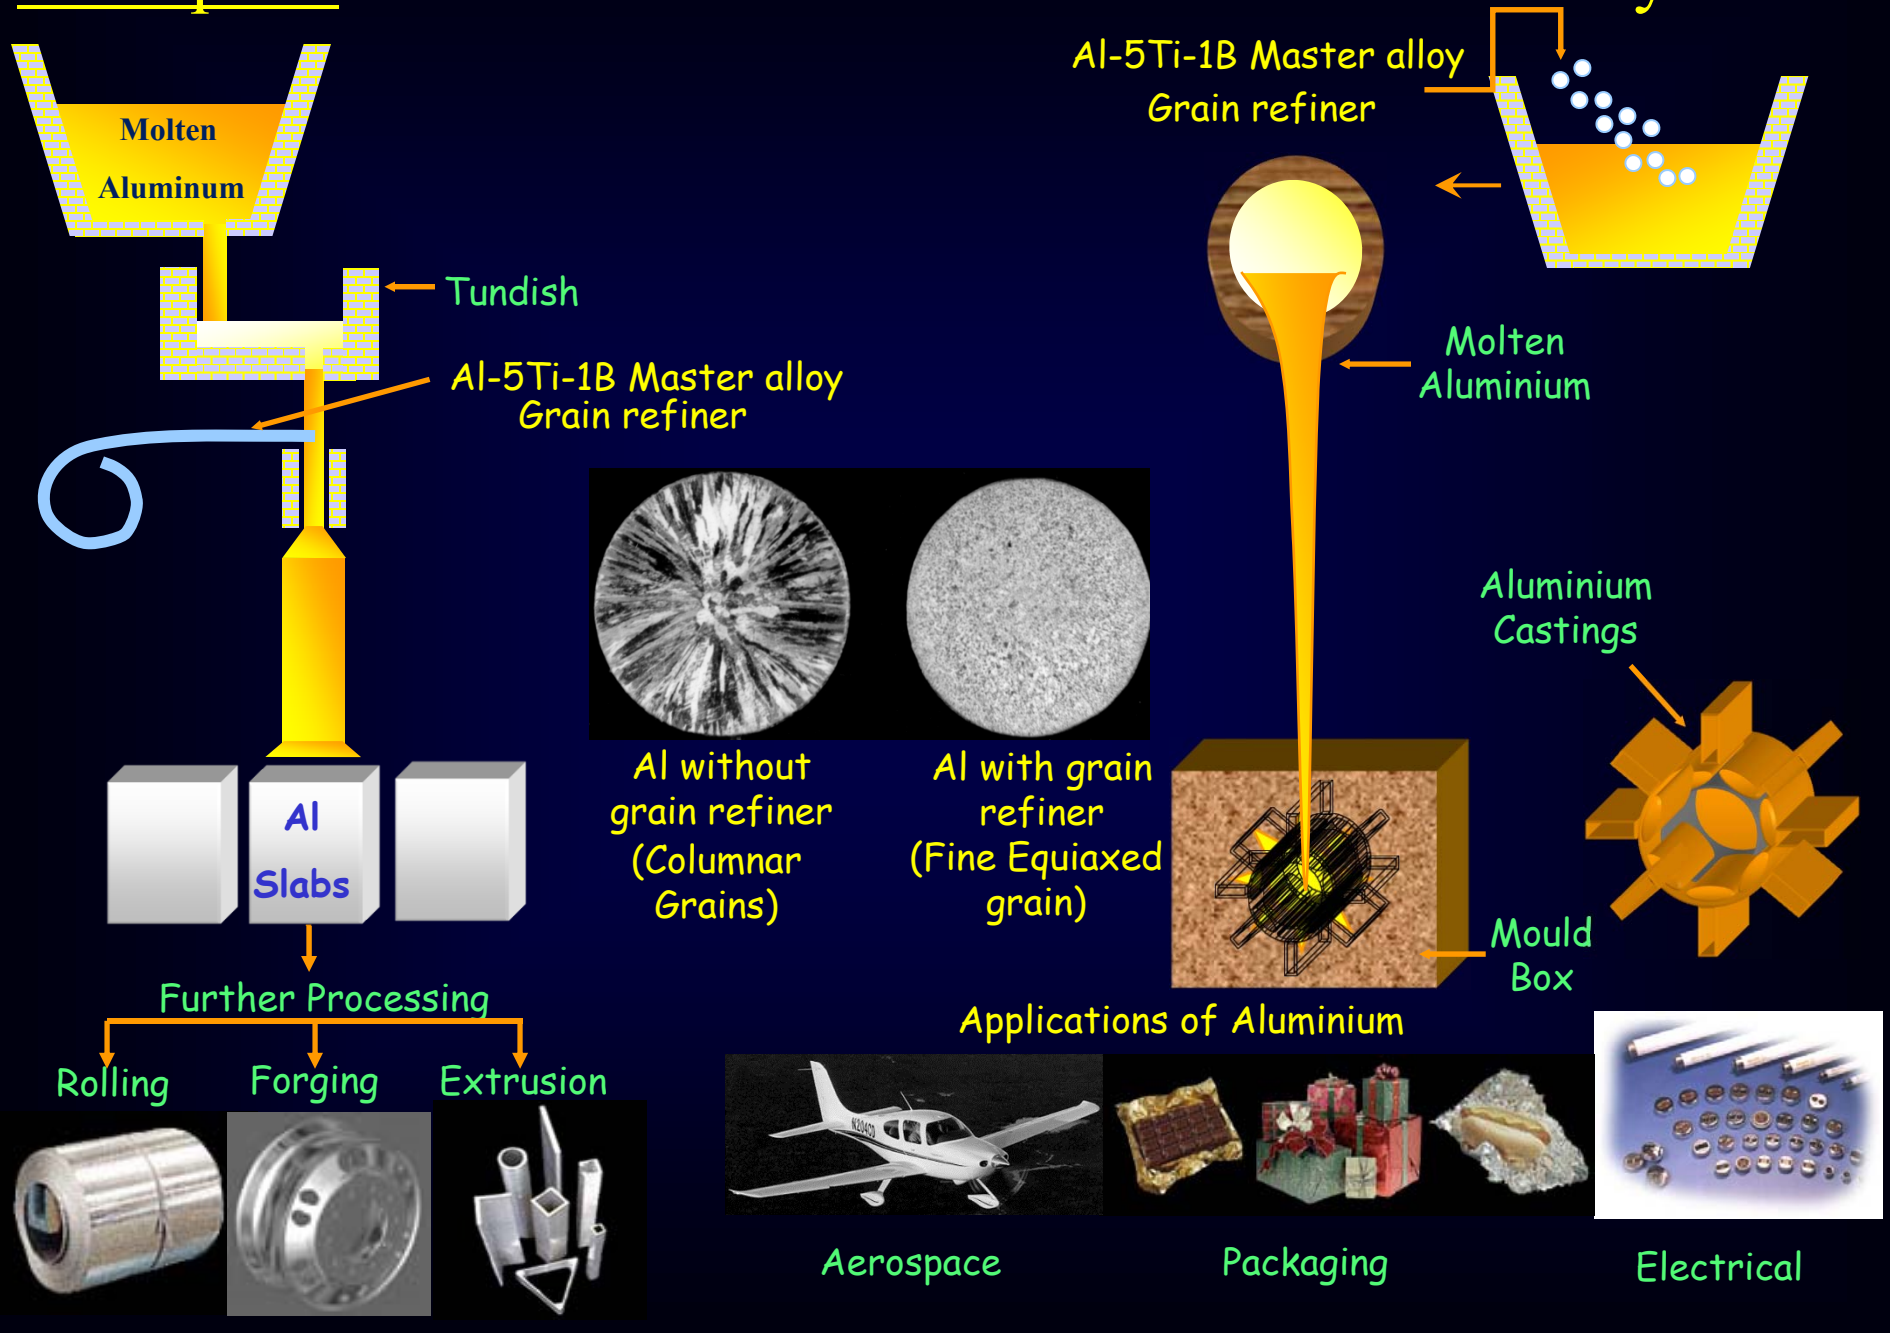 Al-5Ti-1B Master alloy
Grain refiner
Molten
Aluminum
Tundish
Al-5Ti-1B Master alloy
Grain refiner
Molten
Aluminium
Aluminium
Castings
Al without
grain refiner
(Columnar
Grains)
Al with grain
refiner
(Fine Equiaxed
grain)
Al
Slabs
Mould
Box
Further Processing
Rolling
Forging
Extrusion
Applications of Aluminium
N204CD
Aerospace
Packaging
Electrical